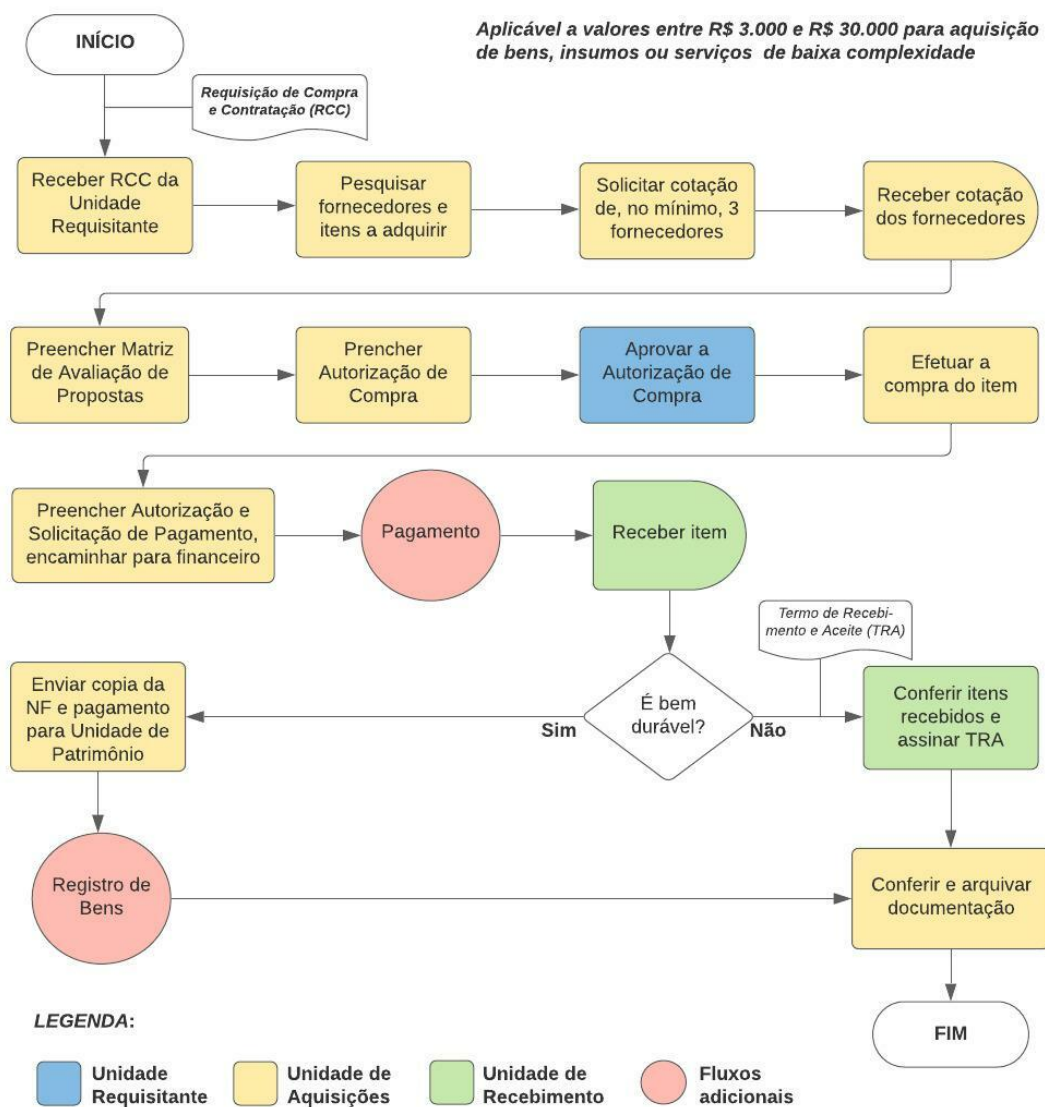 INÍCIO
Aplicável a valores entre R$ 3.000 e R$ 30.000 para aquisição
de bens, insumos ou serviços de baixa complexidade
Requisição de Compra
e Contratação (RCC)
Receber RCC da
Unidade
Requisitante
Pesquisar
fornecedores e
itens a adquirir
Solicitar cotação
de, no mínimo, 3
fornecedores
Receber cotação
dos fornecedores
Preencher Matriz
de Avaliação de
Propostas
Prencher
Autorização de
Compra
Aprovar a
Autorização de
Compra
Efetuar a
compra do item
Preencher Autorização e
Solicitação de Pagamento,
encaminhar para financeiro
Pagamento
Receber item
Termo de Recebi-
mento e Aceite (TRA)
Enviar copia da
NF e pagamento
para Unidade de
Patrimônio
Sim
É bem
durável?
Não
Conferir itens
recebidos e
assinar TRA
Registro de
Bens
Conferir e arquivar
documentação
FIM
LEGENDA:
Unidade
Requisitante
Unidade de
Aquisições
Unidade de
Recebimento
Fluxos
adicionais